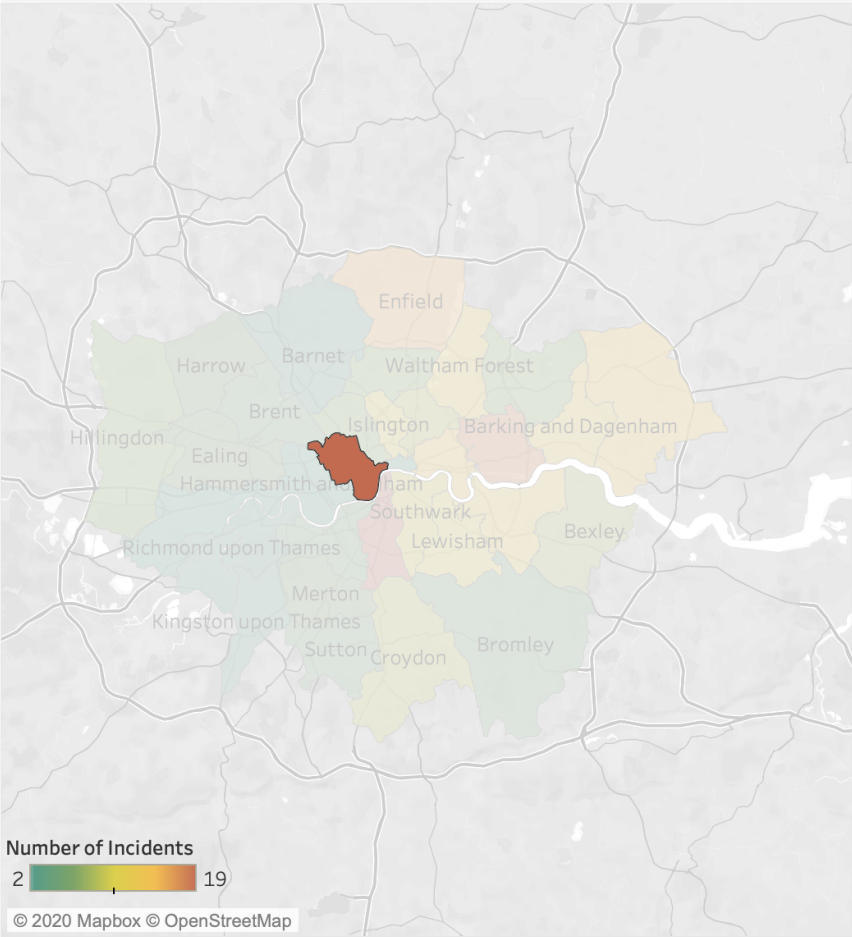 Enfield
Barnet
Harrow
Waltham Forest
Brent
Islington
Barking and Dagenham
Hillingdon
Ealing
Hammersmith and
ham
Southwark
Bexley
Lewisham
Richmond upon Thames
Merton
Kingston upon Thames
Sutton
Croydon
Bromley
Number of Incidents
2
19
© 2020 Mapbox © OpenStreetMap